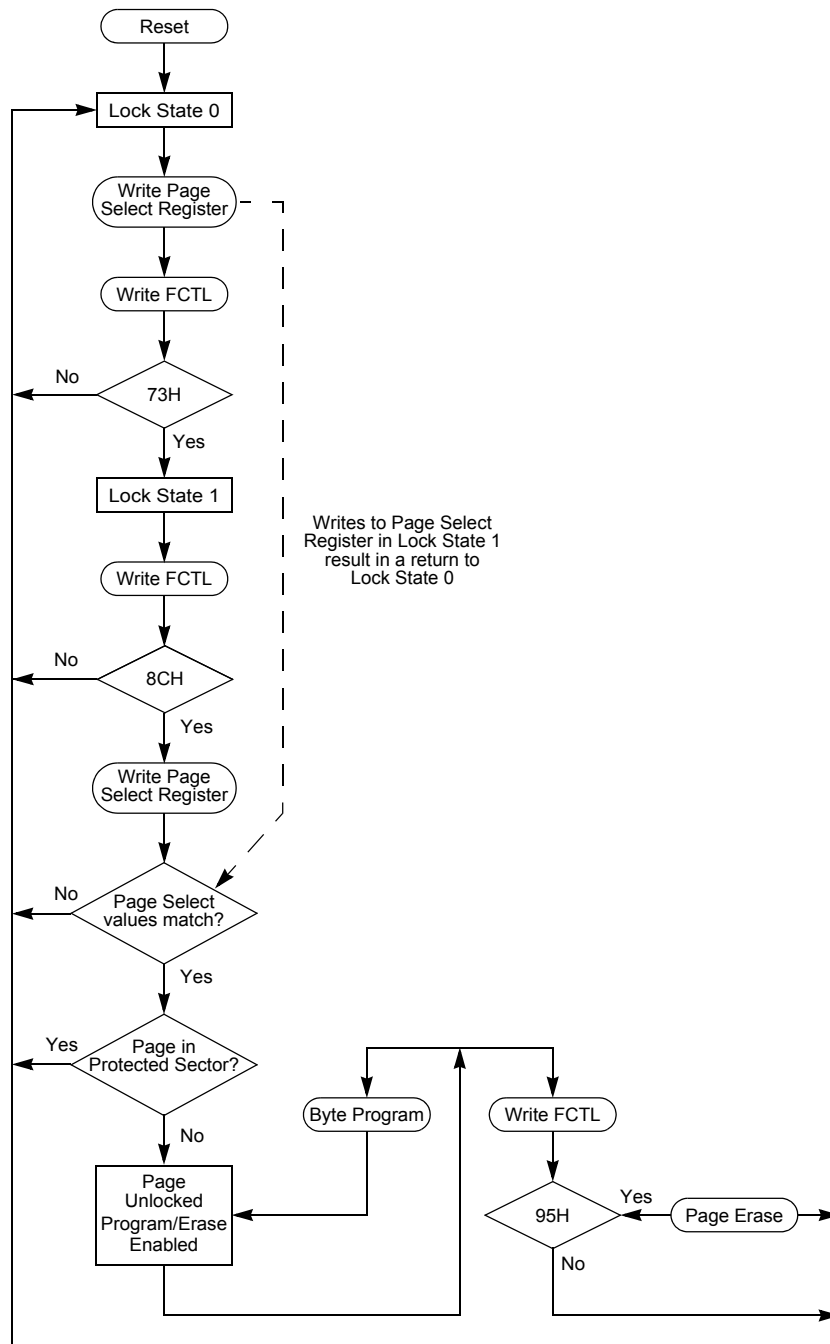 Reset
Lock State 0
Write Page
Select Register
Write FCTL
No
73H
Yes
Lock State 1
Writes to Page Select
Register in Lock State 1
result in a return to
Lock State 0
Write FCTL
No
8CH
Yes
Write Page
Select Register
No
Page Select
values match?
Yes
Yes
Page in
Protected Sector?
No
Byte Program
Write FCTL
Page
Unlocked
Program/Erase
Enabled
95H
Yes
Page Erase
No